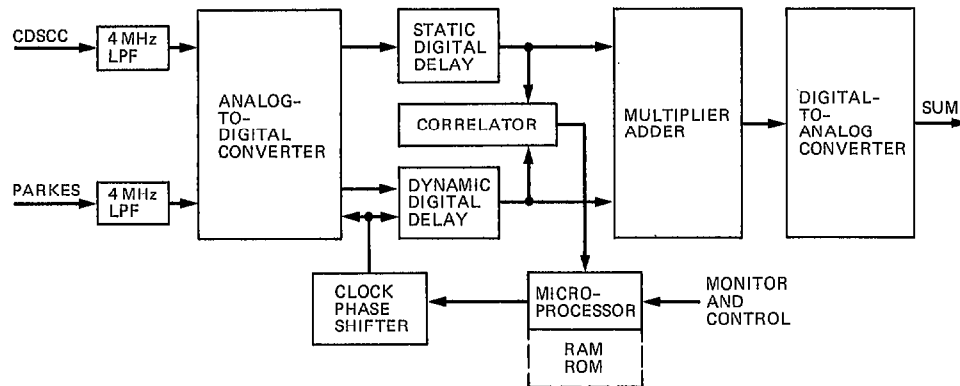 CDSCC
4 MHz
LPF
ANALOG-
TO-
DIGITAL
CONVERTER
STATIC
DIGITAL
DELAY
CORRELATOR
MULTIPLIER
ADDER
DIGITAL-
TO-
ANALOG
CONVERTER
SUM
PARKES
4 MHz
LPF
DYNAMIC
DIGITAL
DELAY
CLOCK
PHASE
SHIFTER
MICRO-
PROCESSOR
RAM
ROM
MONITOR
AND
CONTROL